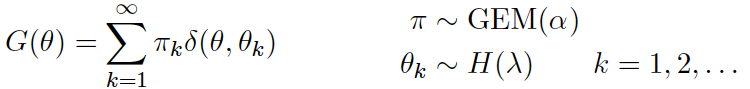 G(θ) = ∑_{k=1}^{∞} π_k δ(θ, θ_k)
π ∼ GEM(α)
θ_k ∼ H(λ) k = 1, 2, . . .